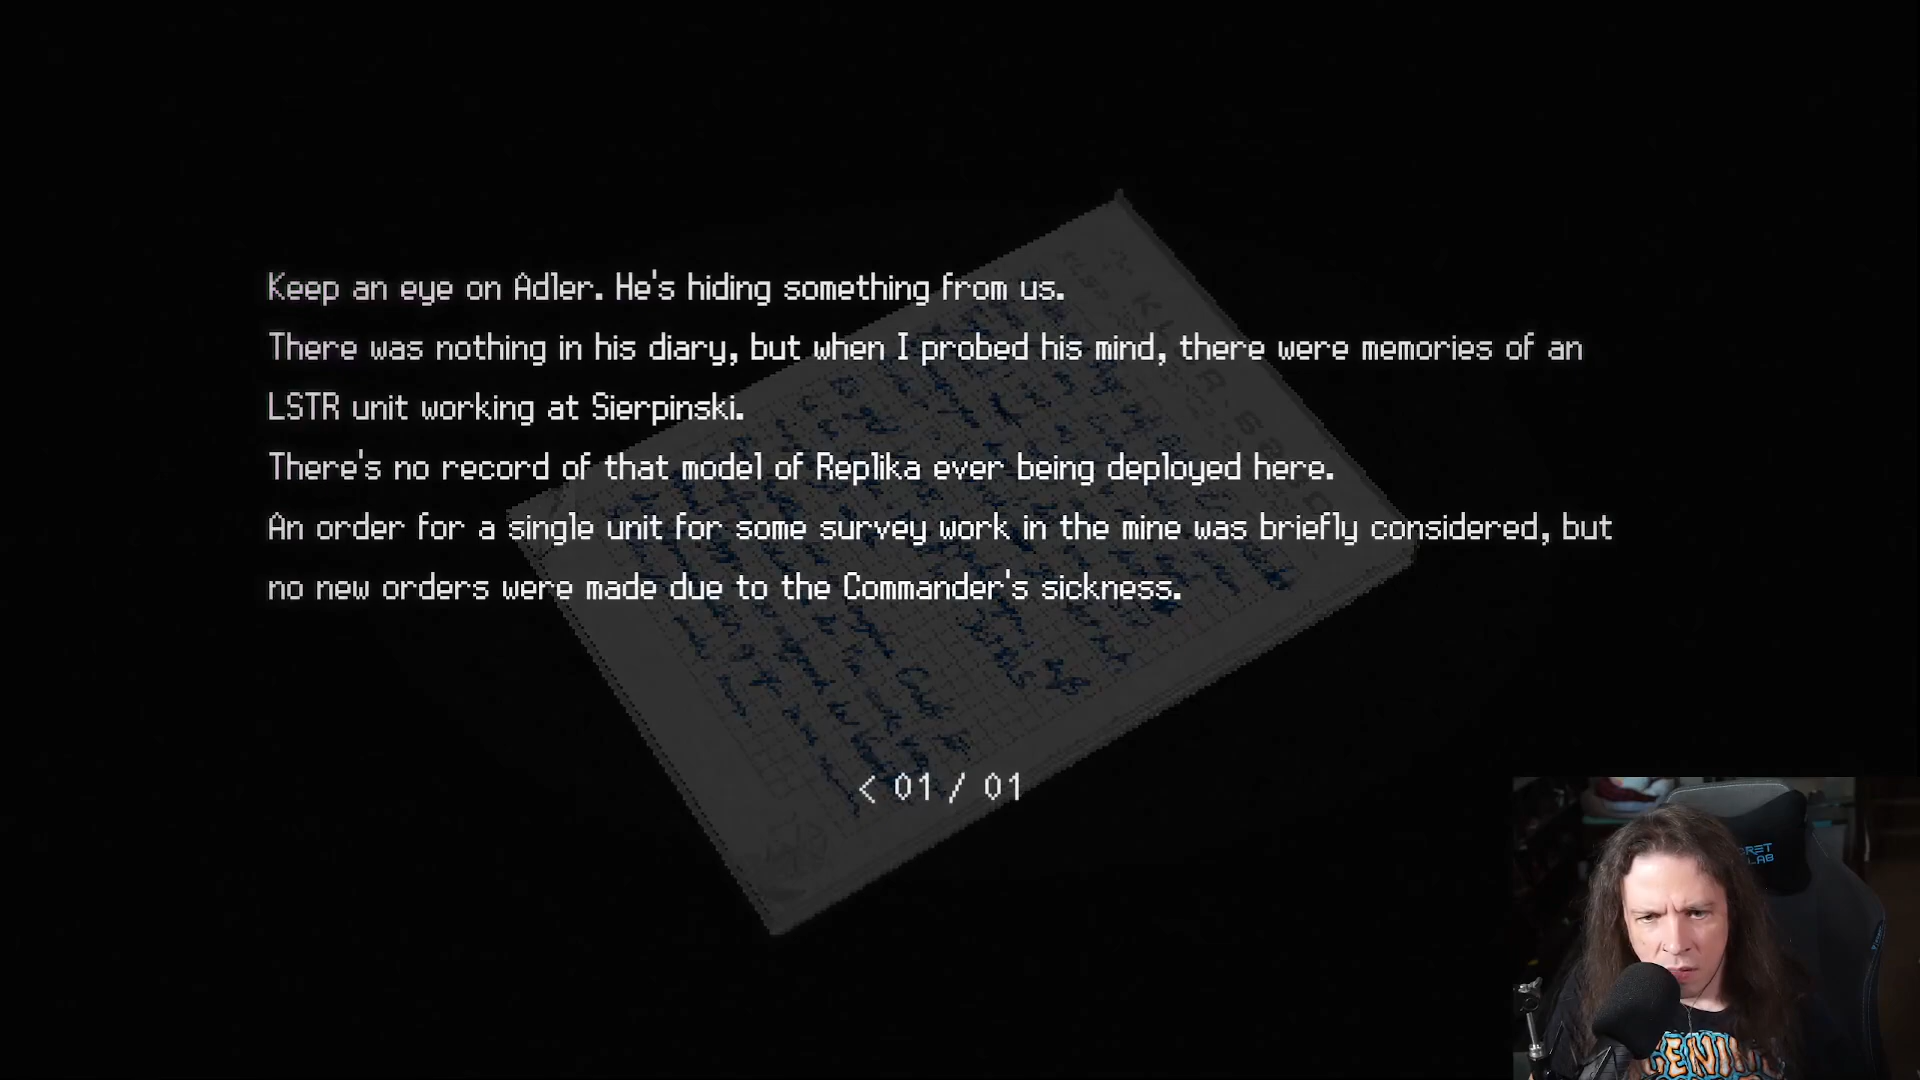 Keep an eye on Adler. He's hiding something from us.
There was nothing in his diary, but when I probed his mind, there were memories of an
LSTR unit working at Sierpinski.
There's no record of that model of Replika ever being deployed here.
An order for a single unit for some survey work in the mine was briefly considered, but
no new orders were made due to the Commander's sickness.
< 01 / 01